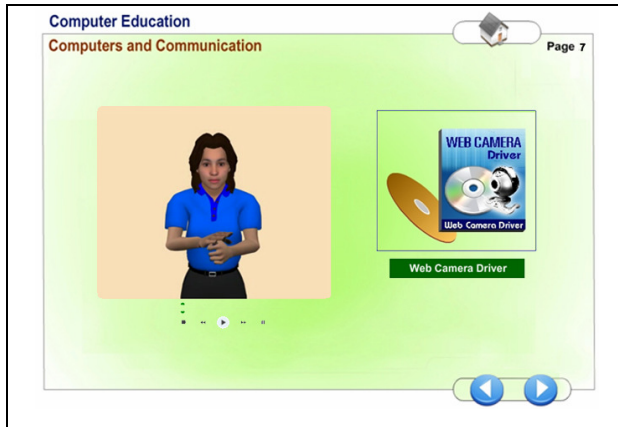 Computer Education
Computers and Communication
Page 7
WEB CAMERA
Driver
Web Camera Driver
Web Camera Driver